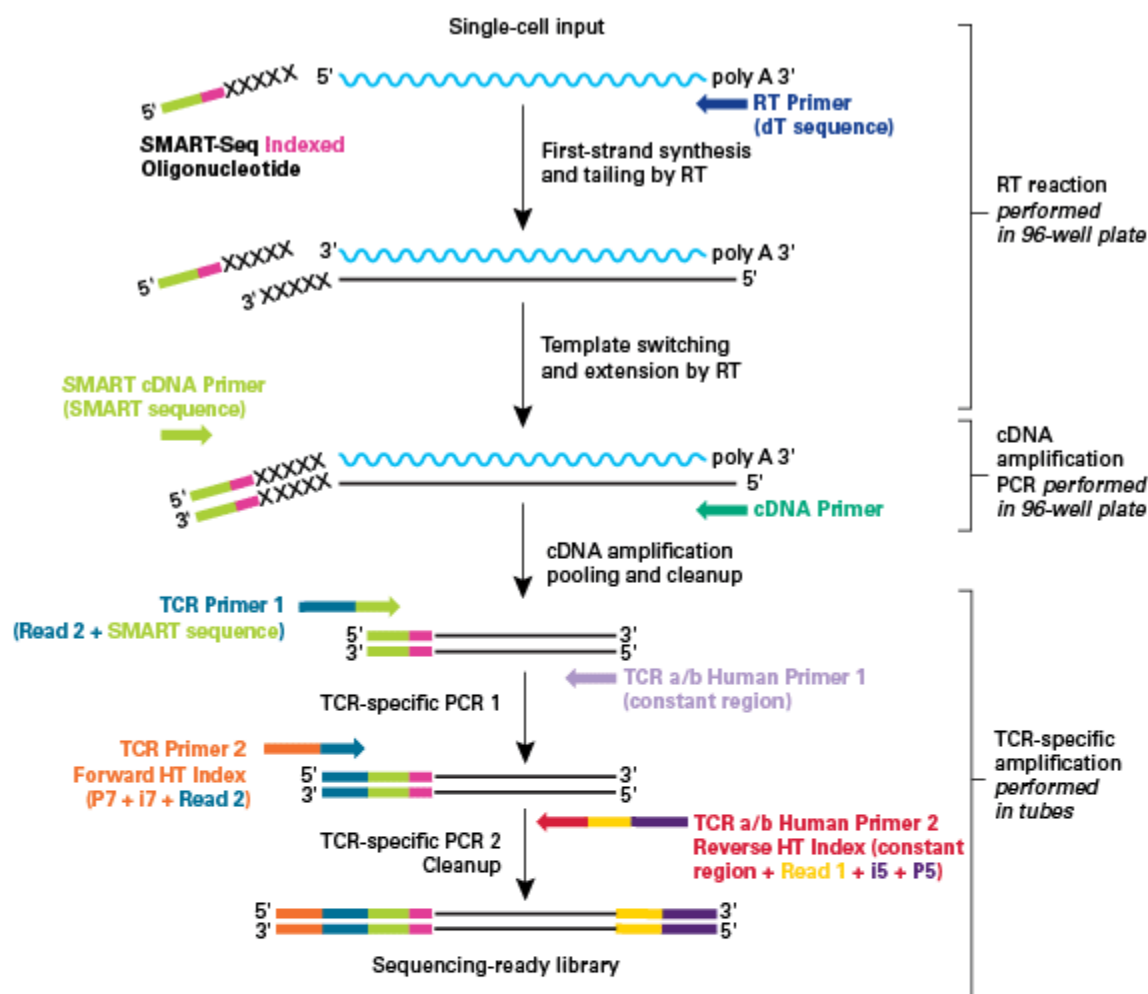 Single-cell input
5'
XXXXX
5'
poly A 3'
RT Primer
(dT sequence)
SMART-Seq Indexed
Oligonucleotide
First-strand synthesis
and tailing by RT
RT reaction
performed
in 96-well plate
5'
XXXXX
3'
poly A 3'
3' XXXXX
5'
Template switching
and extension by RT
SMART cDNA Primer
(SMART sequence)
5'
XXXXX
poly A 3'
3'
XXXXX
5'
cDNA Primer
cDNA
amplification
PCR performed
in 96-well plate
cDNA amplification
pooling and cleanup
TCR Primer 1
(Read 2 + SMART sequence)
5'
3'
3'
5'
TCR a/b Human Primer 1
(constant region)
TCR-specific PCR 1
TCR Primer 2
Forward HT Index
(P7 + i7 + Read 2)
5'
3'
3'
5'
TCR-specific
amplification
performed
in tubes
TCR a/b Human Primer 2
Reverse HT Index (constant
region + Read 1 + i5 + P5)
TCR-specific PCR 2
Cleanup
5'
3'
3'
5'
Sequencing-ready library